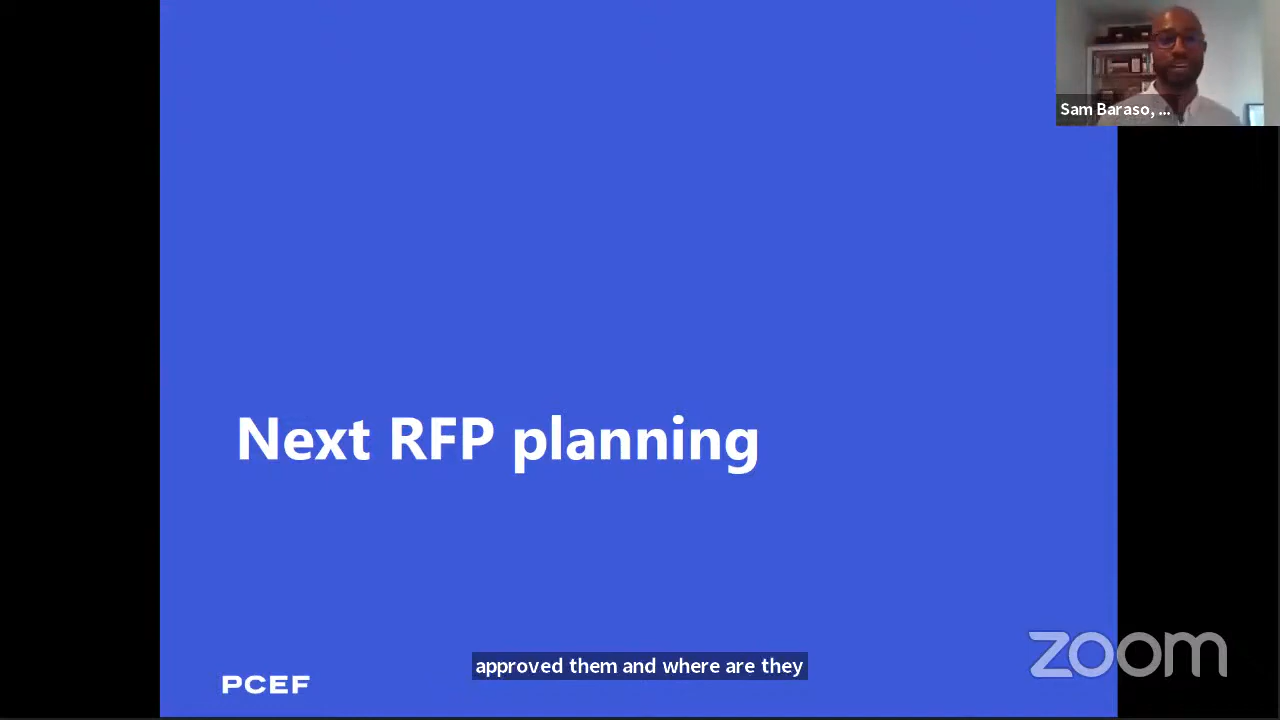 Sam Baraso, ...
Next RFP planning
approved them and where are they
PCEF
zoom